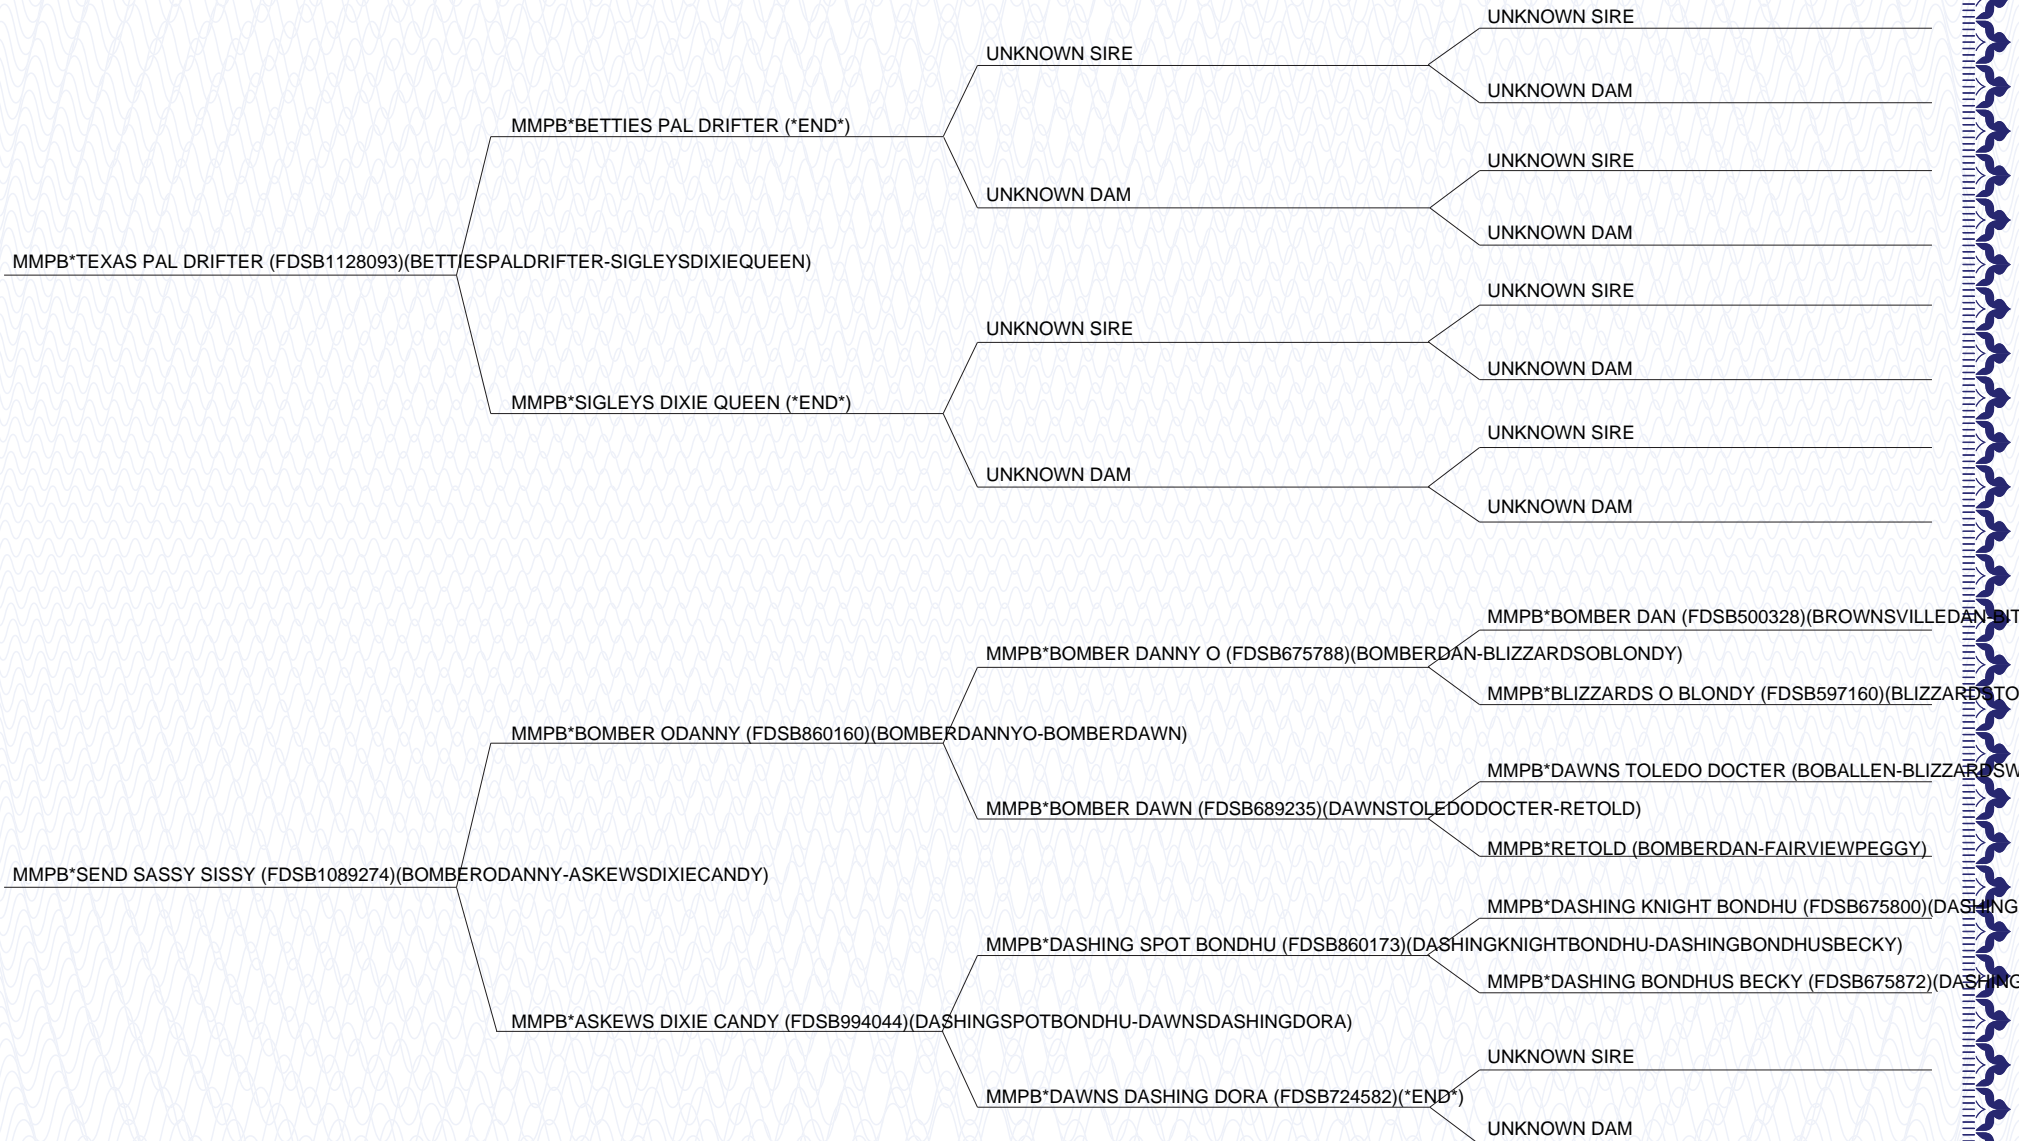 UNKNOWN SIRE
UNKNOWN SIRE
UNKNOWN DAM
MMPB*BETTIES PAL DRIFTER (*END*)
UNKNOWN SIRE
UNKNOWN DAM
UNKNOWN DAM
MMPB*TEXAS PAL DRIFTER (FDSB1128093)(BETTIESPALDRIFTER-SIGLEYSDIXIEQUEEN)
UNKNOWN SIRE
UNKNOWN SIRE
UNKNOWN DAM
MMPB*SIGLEYS DIXIE QUEEN (*END*)
UNKNOWN SIRE
UNKNOWN DAM
UNKNOWN DAM
MMPB*BOMBER DAN (FDSB500328)(BROWNSVILLEDAN-BIT
MMPB*BOMBER DANNY O (FDSB675788)(BOMBERDAN-BLIZZARDSOBLONDY)
MMPB*BLIZZARDS O BLONDY (FDSB597160)(BLIZZARDSTO
MMPB*BOMBER ODANNY (FDSB860160)(BOMBERDANNYO-BOMBERDAWN)
MMPB*DAWNS TOLEDO DOCTER (BOBALLEN-BLIZZARDSW
MMPB*BOMBER DAWN (FDSB689235)(DAWNSTOLEDODOCTER-RETOLD)
MMPB*RETOLD (BOMBERDAN-FAIRVIEWPEGGY)
MMPB*SEND SASSY SISSY (FDSB1089274)(BOMBERODANNY-ASKEWSDIXIECANDY)
MMPB*DASHING KNIGHT BONDHU (FDSB675800)(DASHING
MMPB*DASHING SPOT BONDHU (FDSB860173)(DASHINGKNIGHTBONDHU-DASHINGBONDHUSBECKY)
MMPB*DASHING BONDHUS BECKY (FDSB675872)(DASHING
MMPB*ASKEWS DIXIE CANDY (FDSB994044)(DASHINGSPOTBONDHU-DAWNSDASHINGDORA)
UNKNOWN SIRE
MMPB*DAWNS DASHING DORA (FDSB724582)(*END*)
UNKNOWN DAM